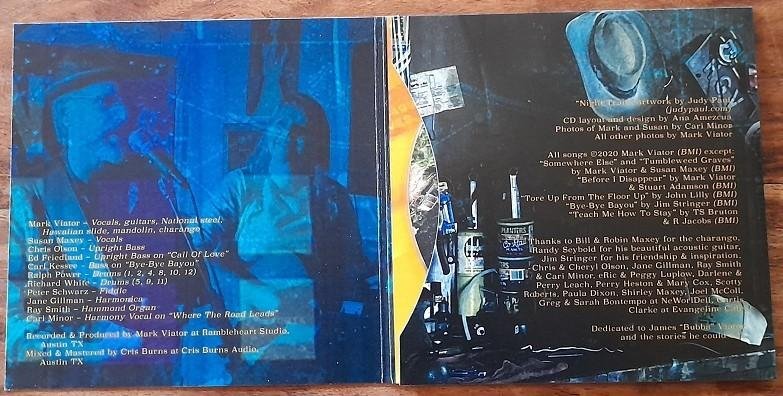 Mark Viator – Vocals, guitars, National steel,
Hawaiian slide, mandolin, charango
Susan Maxey – Vocals
Chris Olson – Upright Bass
Ed Friedland – Upright Bass on "Call Of Love"
Carl Kessee – Bass on "Bye-Bye Bayou"
Ralph Power – Drums (1, 2, 4, 8, 10, 12)
Richard White – Drums (5, 9, 11)
Peter Schwarz – Fiddle
Jane Gillman – Harmonica
Ray Smith – Hammond Organ
Cari Minor – Harmony Vocal on "Where The Road Leads"
Recorded & Produced by Mark Viator at Rambleheart Studio.
Austin TX
Mixed & Mastered by Cris Burns at Cris Burns Audio.
Austin TX
"Night Train" artwork by Judy Paul
(judypaul.com)
CD layout and design by Ana Amezcua
Photos of Mark and Susan by Cari Minor
All other photos by Mark Viator
All songs ©2020 Mark Viator (BMI) except:
"Somewhere Else" and "Tumbleweed Graves"
by Mark Viator & Susan Maxey (BMI)
"Before I Disappear" by Mark Viator
& Stuart Adamson (BMI)
"Tore Up From The Floor Up" by John Lilly (BMI)
"Bye-Bye Bayou" by Jim Stringer (BMI)
"Teach Me How To Stay" by TS Bruton
& R Jacobs (BMI)
PLANTERS
Thanks to Bill & Robin Maxey for the charango,
Randy Seybold for his beautiful acoustic guitar,
Jim Stringer for his friendship & inspiration,
Chris & Cheryl Olson, Jane Gillman, Ray Smith
& Cari Minor, eRic & Peggy Luplow, Darlene &
Perry Leach, Perry Heston & Mary Cox, Scott
Roberts, Paula Dixon, Shirley Maxey, Joel McColl,
Greg & Sarah Bontempo at NeWorlDeli, Curtis
Clarke at Evangeline Cafe
Dedicated to James "Bubba" Viator
and the stories he could